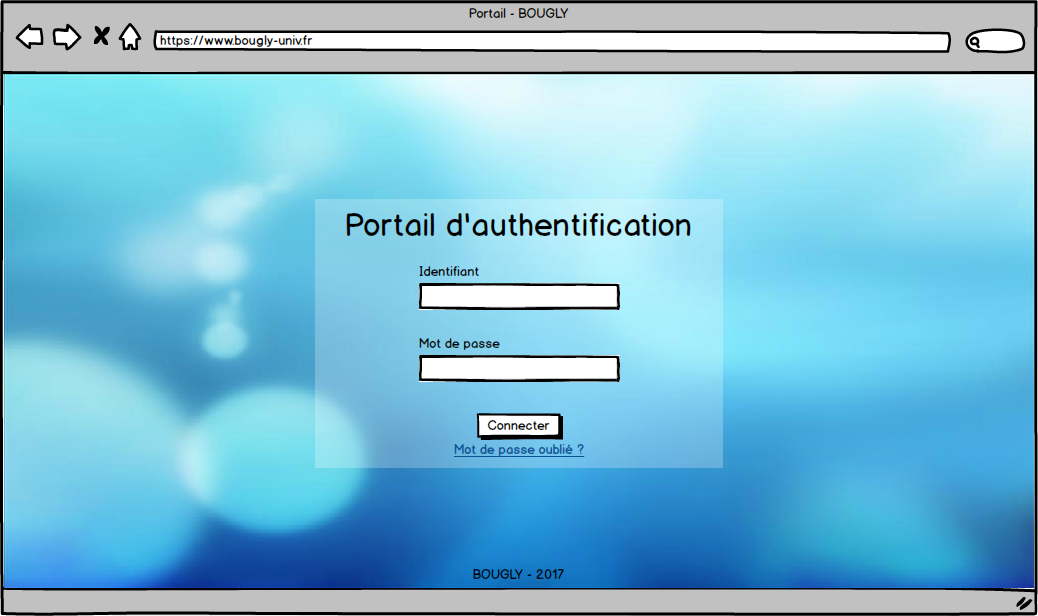 Portail - BOUGLY
https://www.bougly-univ.fr
Portail d'authentification
Identifiant
Mot de passe
Connecter
Mot de passe oublié ?
BOUGLY - 2017